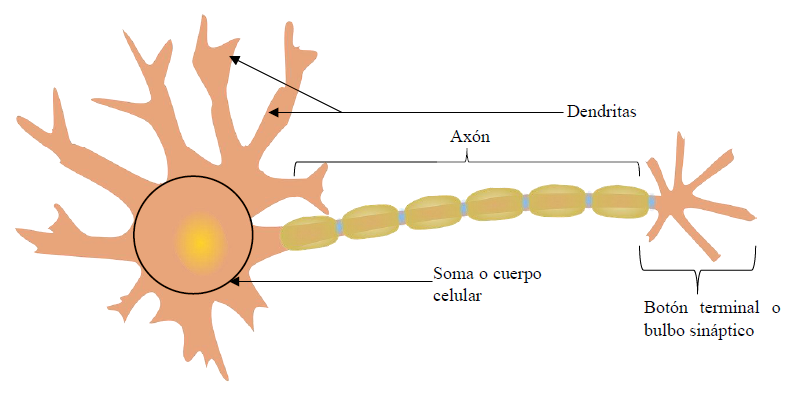 Dendritas
Axón
Soma o cuerpo
celular
Botón terminal o
bulbo sináptico